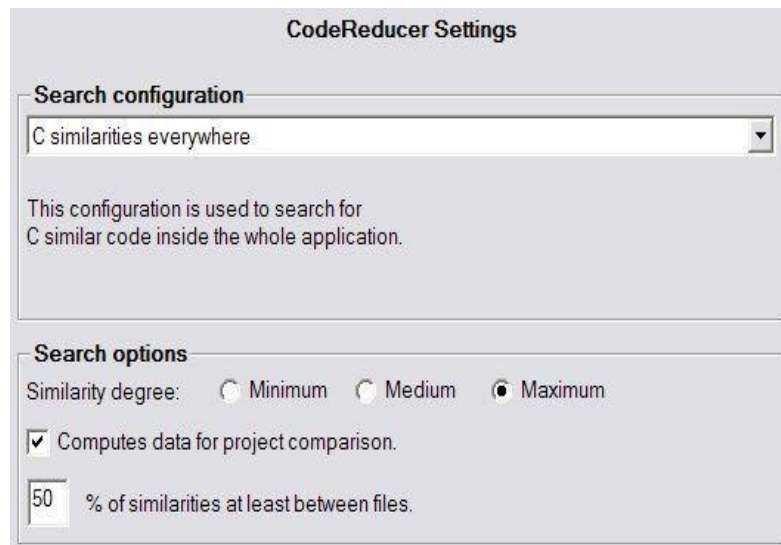 CodeReducer Settings
Search configuration
C similarities everywhere
This configuration is used to search for
C similar code inside the whole application.
Search options
Similarity degree: Minimum Medium Maximum
Computes data for project comparison.
50 % of similarities at least between files.